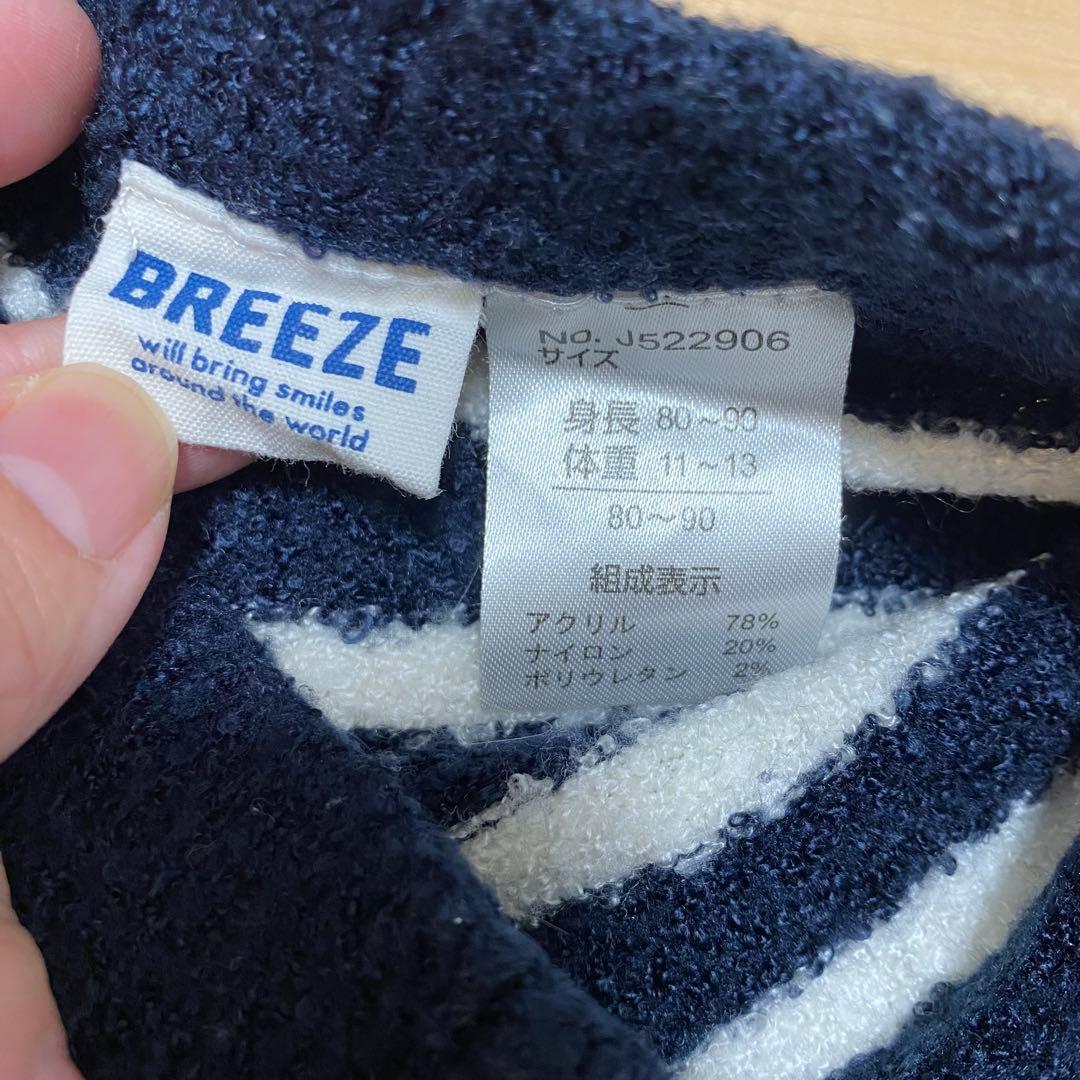 BREEZE
will bring smiles
around the world
No. J522906
サイズ
身長 80～90
体重 11～13
80～90
組成表示
アクリル 78%
ナイロン 20%
ポリウレタン 2%